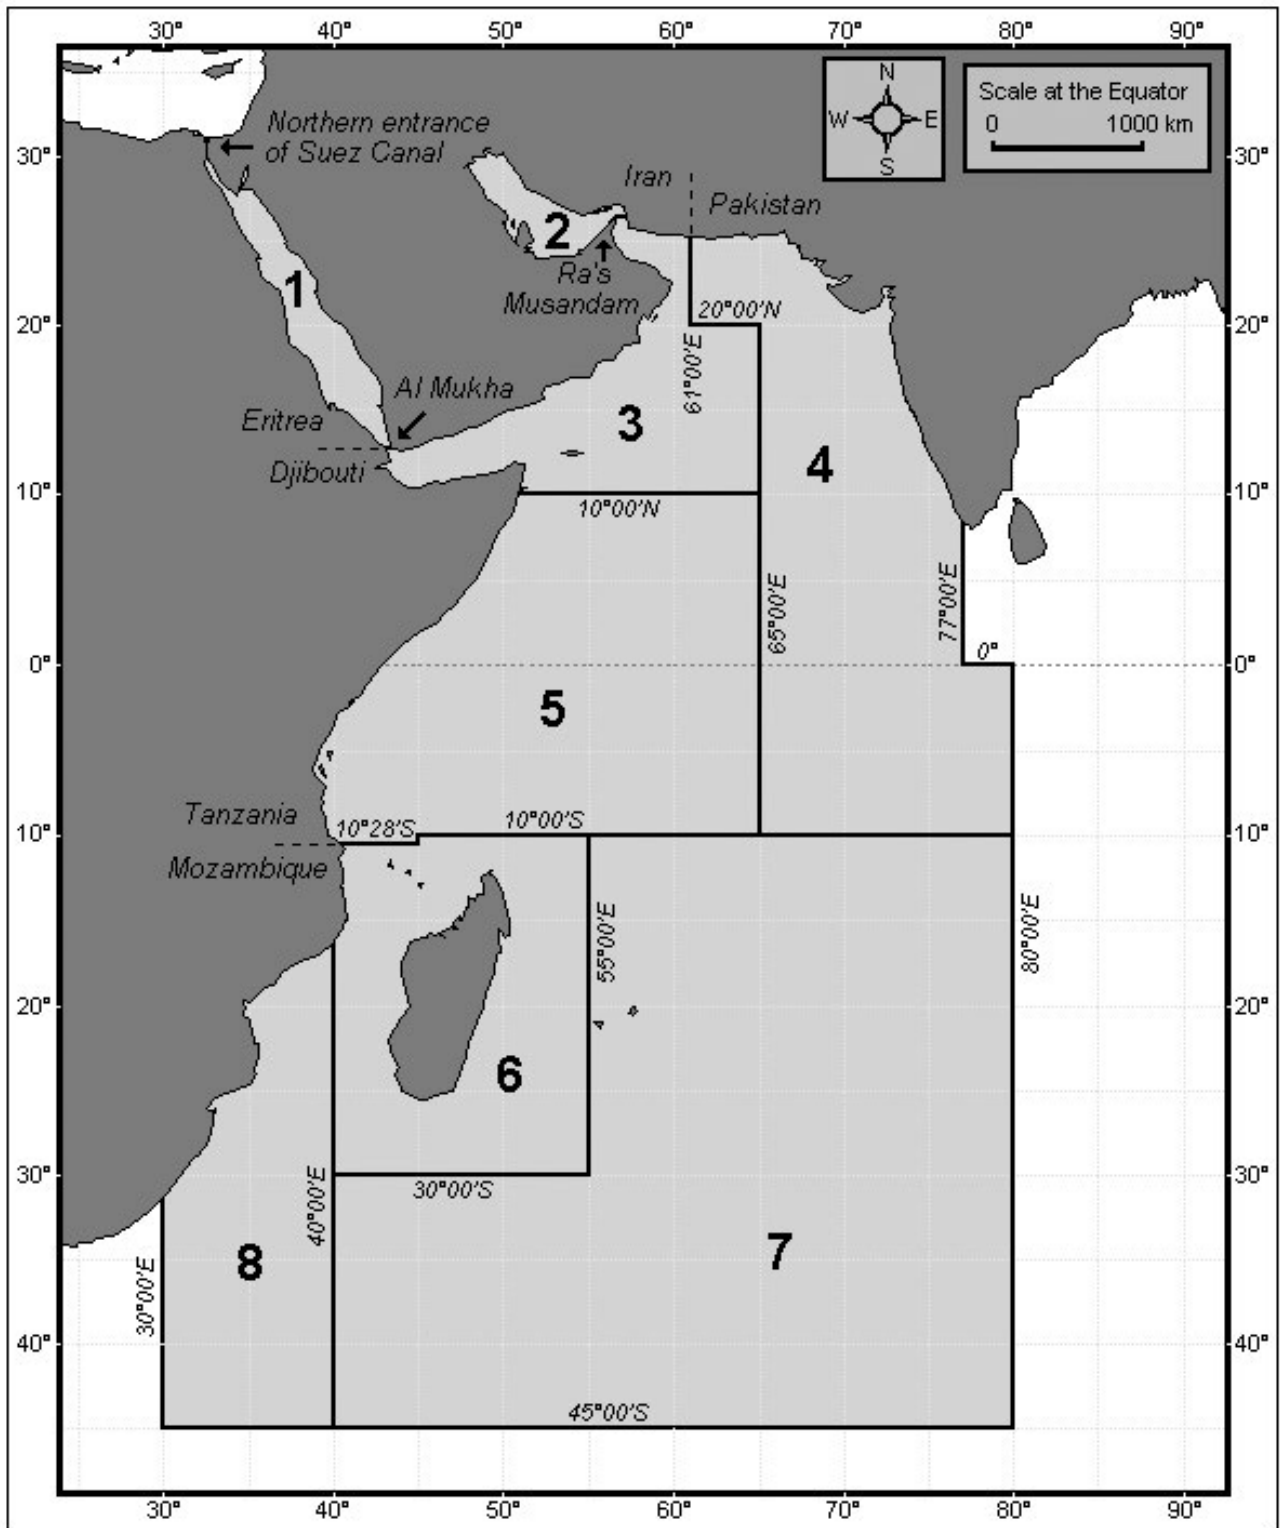 30° 40° 50° 60° 70° 80° 90°
N
W E
S
Scale at the Equator
0 1000 km
Northern entrance
of Suez Canal
30° 30°
Iran
Pakistan
2
Ra's
Musandam
1
20°00'N
20° 20°
61°00'E
Al Mukha
Eritrea
3
Djibouti
4
10° 10°
10°00'N
65°00'E
77°00'E
0°
0° 0°
5
Tanzania
10°28'S
10°00'S
10° 10°
Mozambique
55°00'E
80°00'E
20° 20°
6
30° 30°
30°00'S
40°00'E
8
7
30°00'E
40° 40°
45°00'S
30° 40° 50° 60° 70° 80° 90°